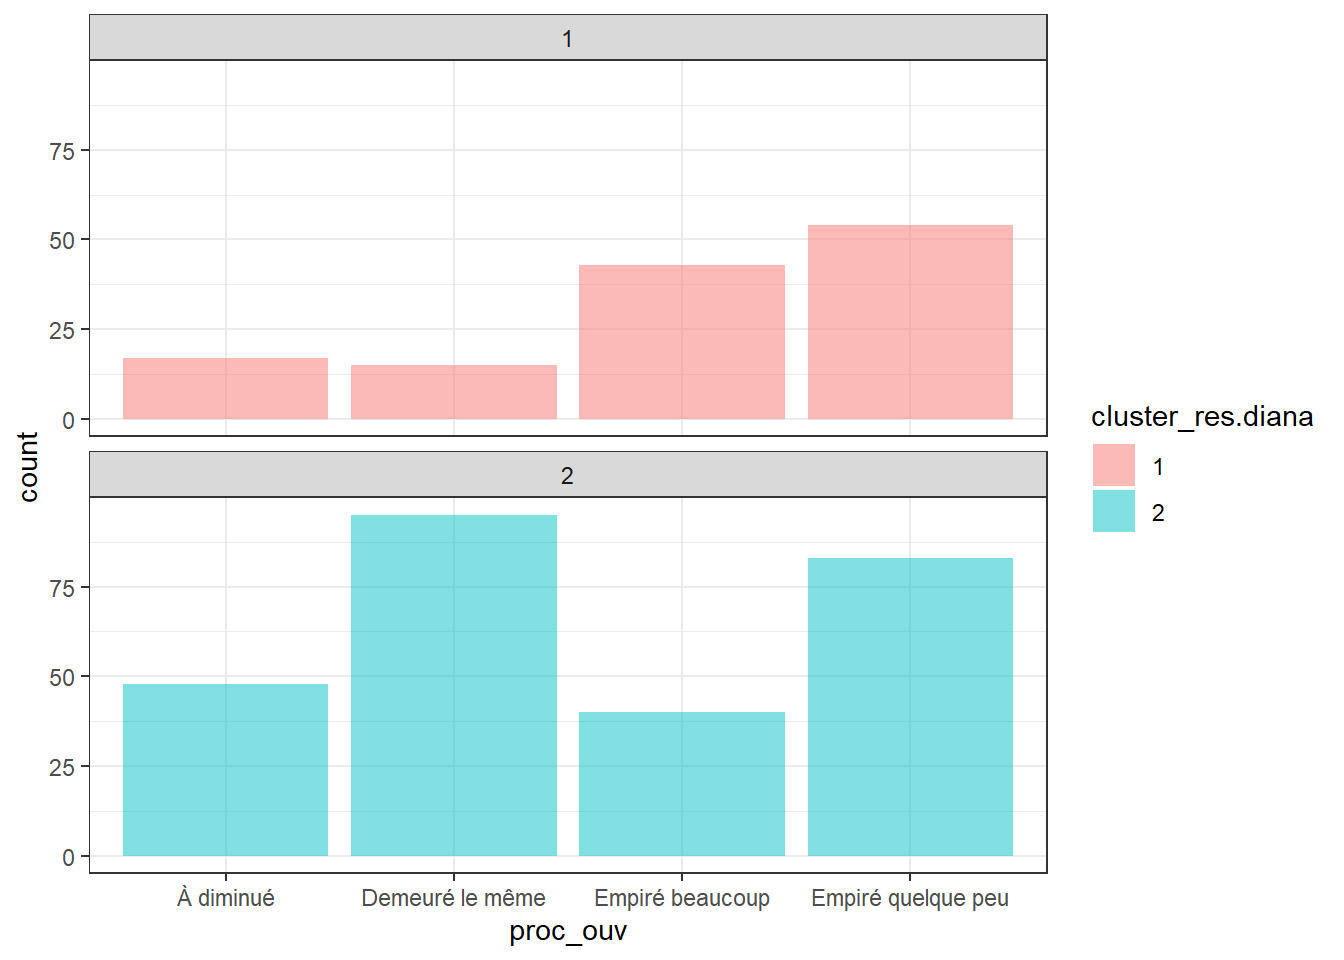 1
75
50
25
0
count
2
75
50
25
0
À diminué
Demeuré le même
Empiré beaucoup
Empiré quelque peu
proc_ouv
cluster_res.diana
1
2